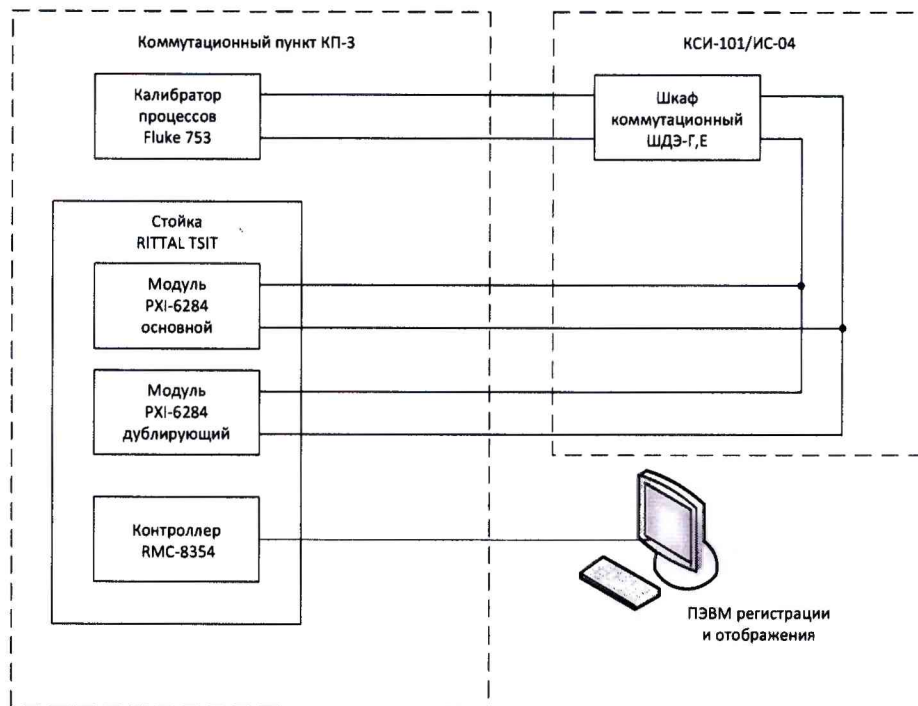 Коммутационный пункт КП-3
КСИ-101/ИС-04
Калибратор
процессов
Fluke 753
Шкаф
коммутационный
ШДЭ-Г,Е
Стойка
RITTAL TSIT
Модуль
PXI-6284
основной
Модуль
PXI-6284
дублирующий
Контроллер
RMC-8354
ПЭВМ регистрации
и отображения